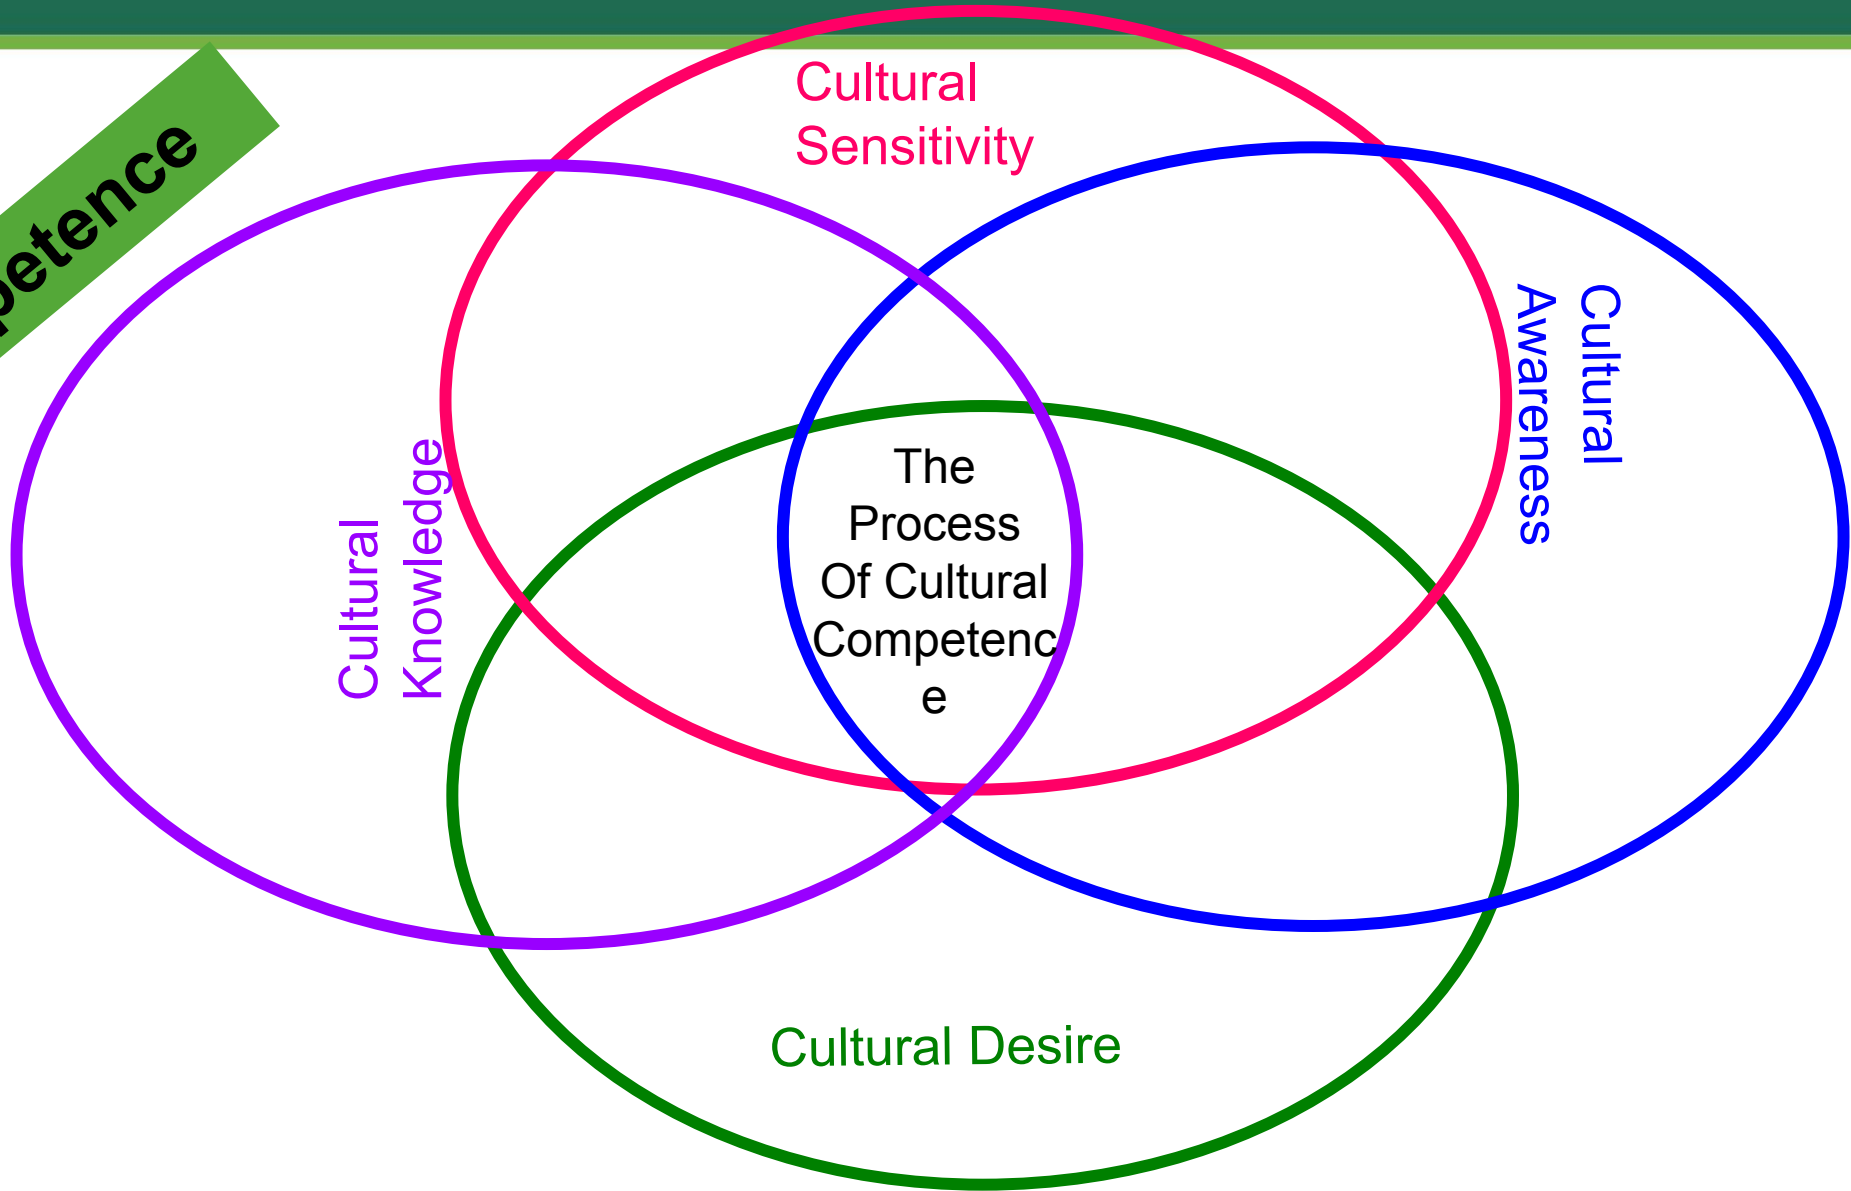 petence
Cultural
Sensitivity
Cultural
Awareness
Cultural
Knowledge
The
Process
Of Cultural
Competenc
e
Cultural Desire